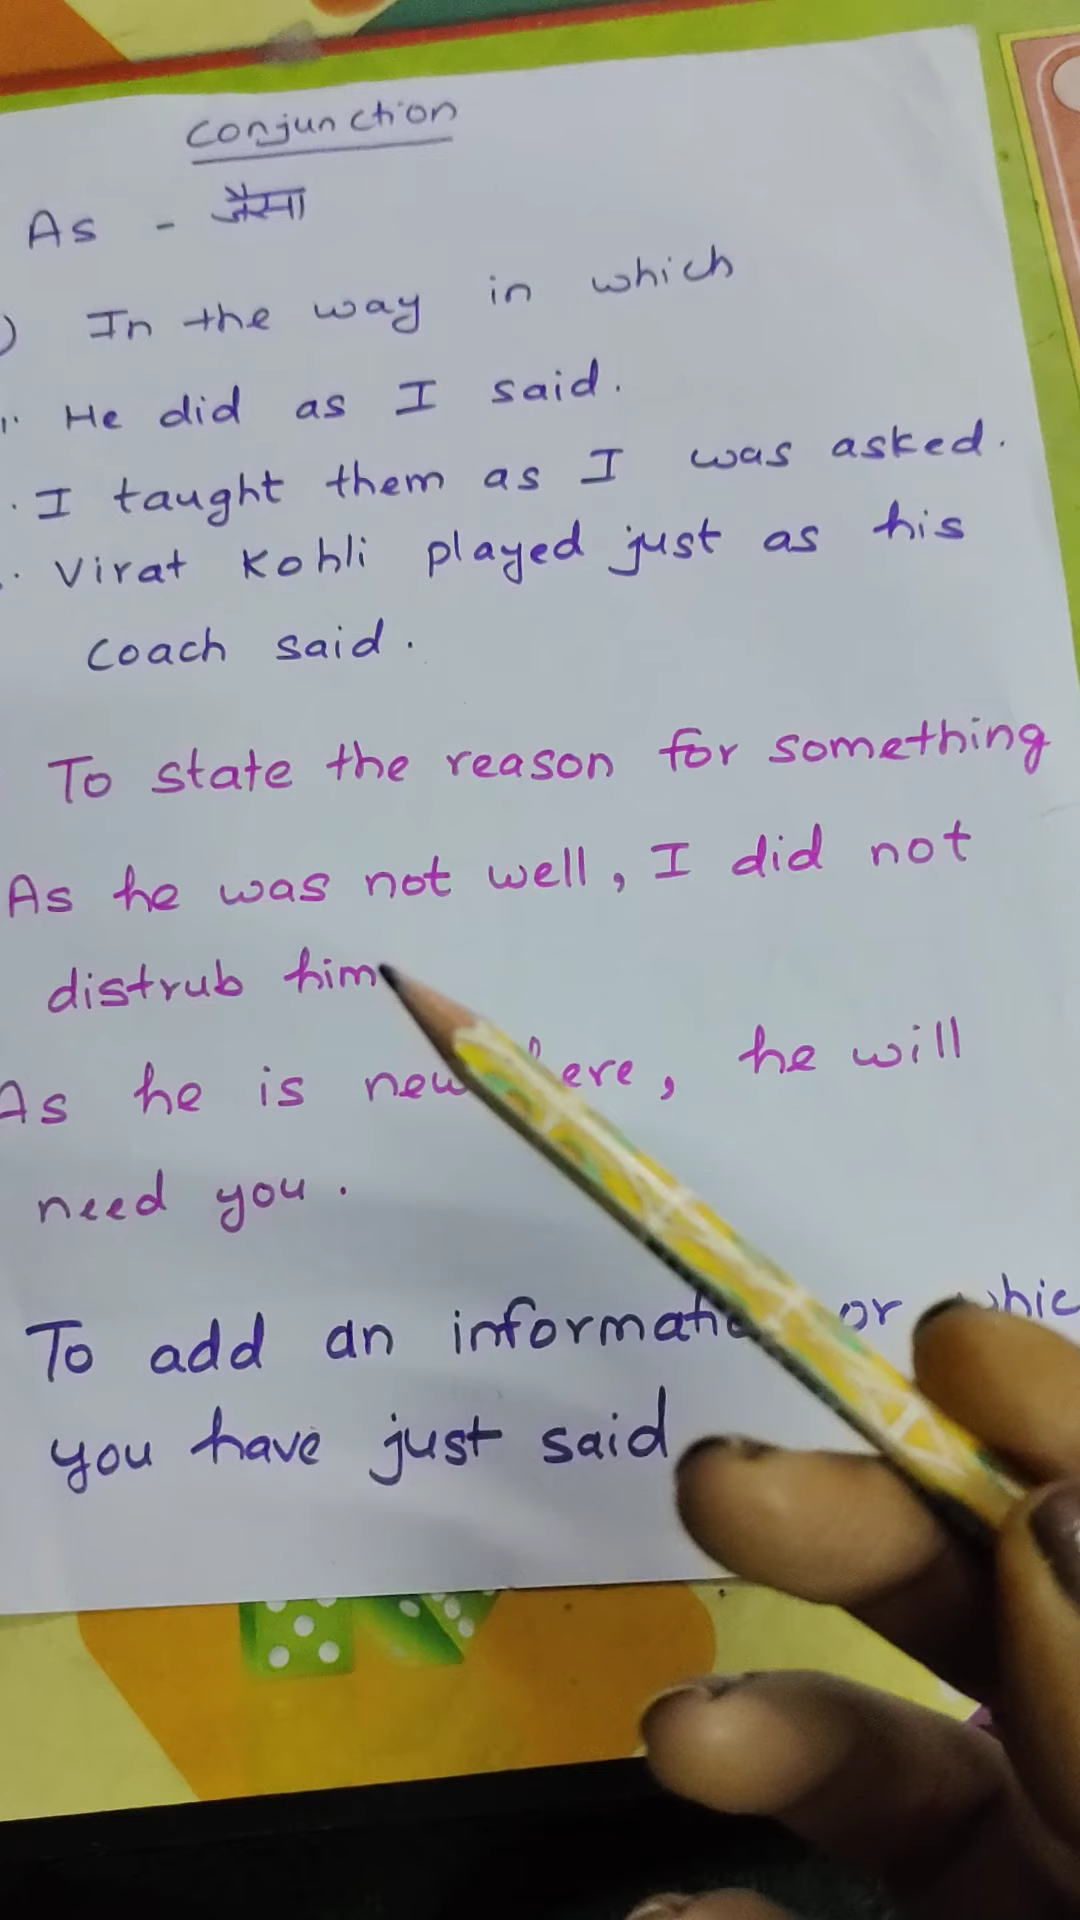 Conjunction
As - जैसा
) In the way in which
He did as I said.
. I taught them as I was asked.
. Virat Kohli played just as his
coach said.
To state the reason for something
As he was not well, I did not
distrub him
As he is new here, he will
need you.
To add an or
you have just said